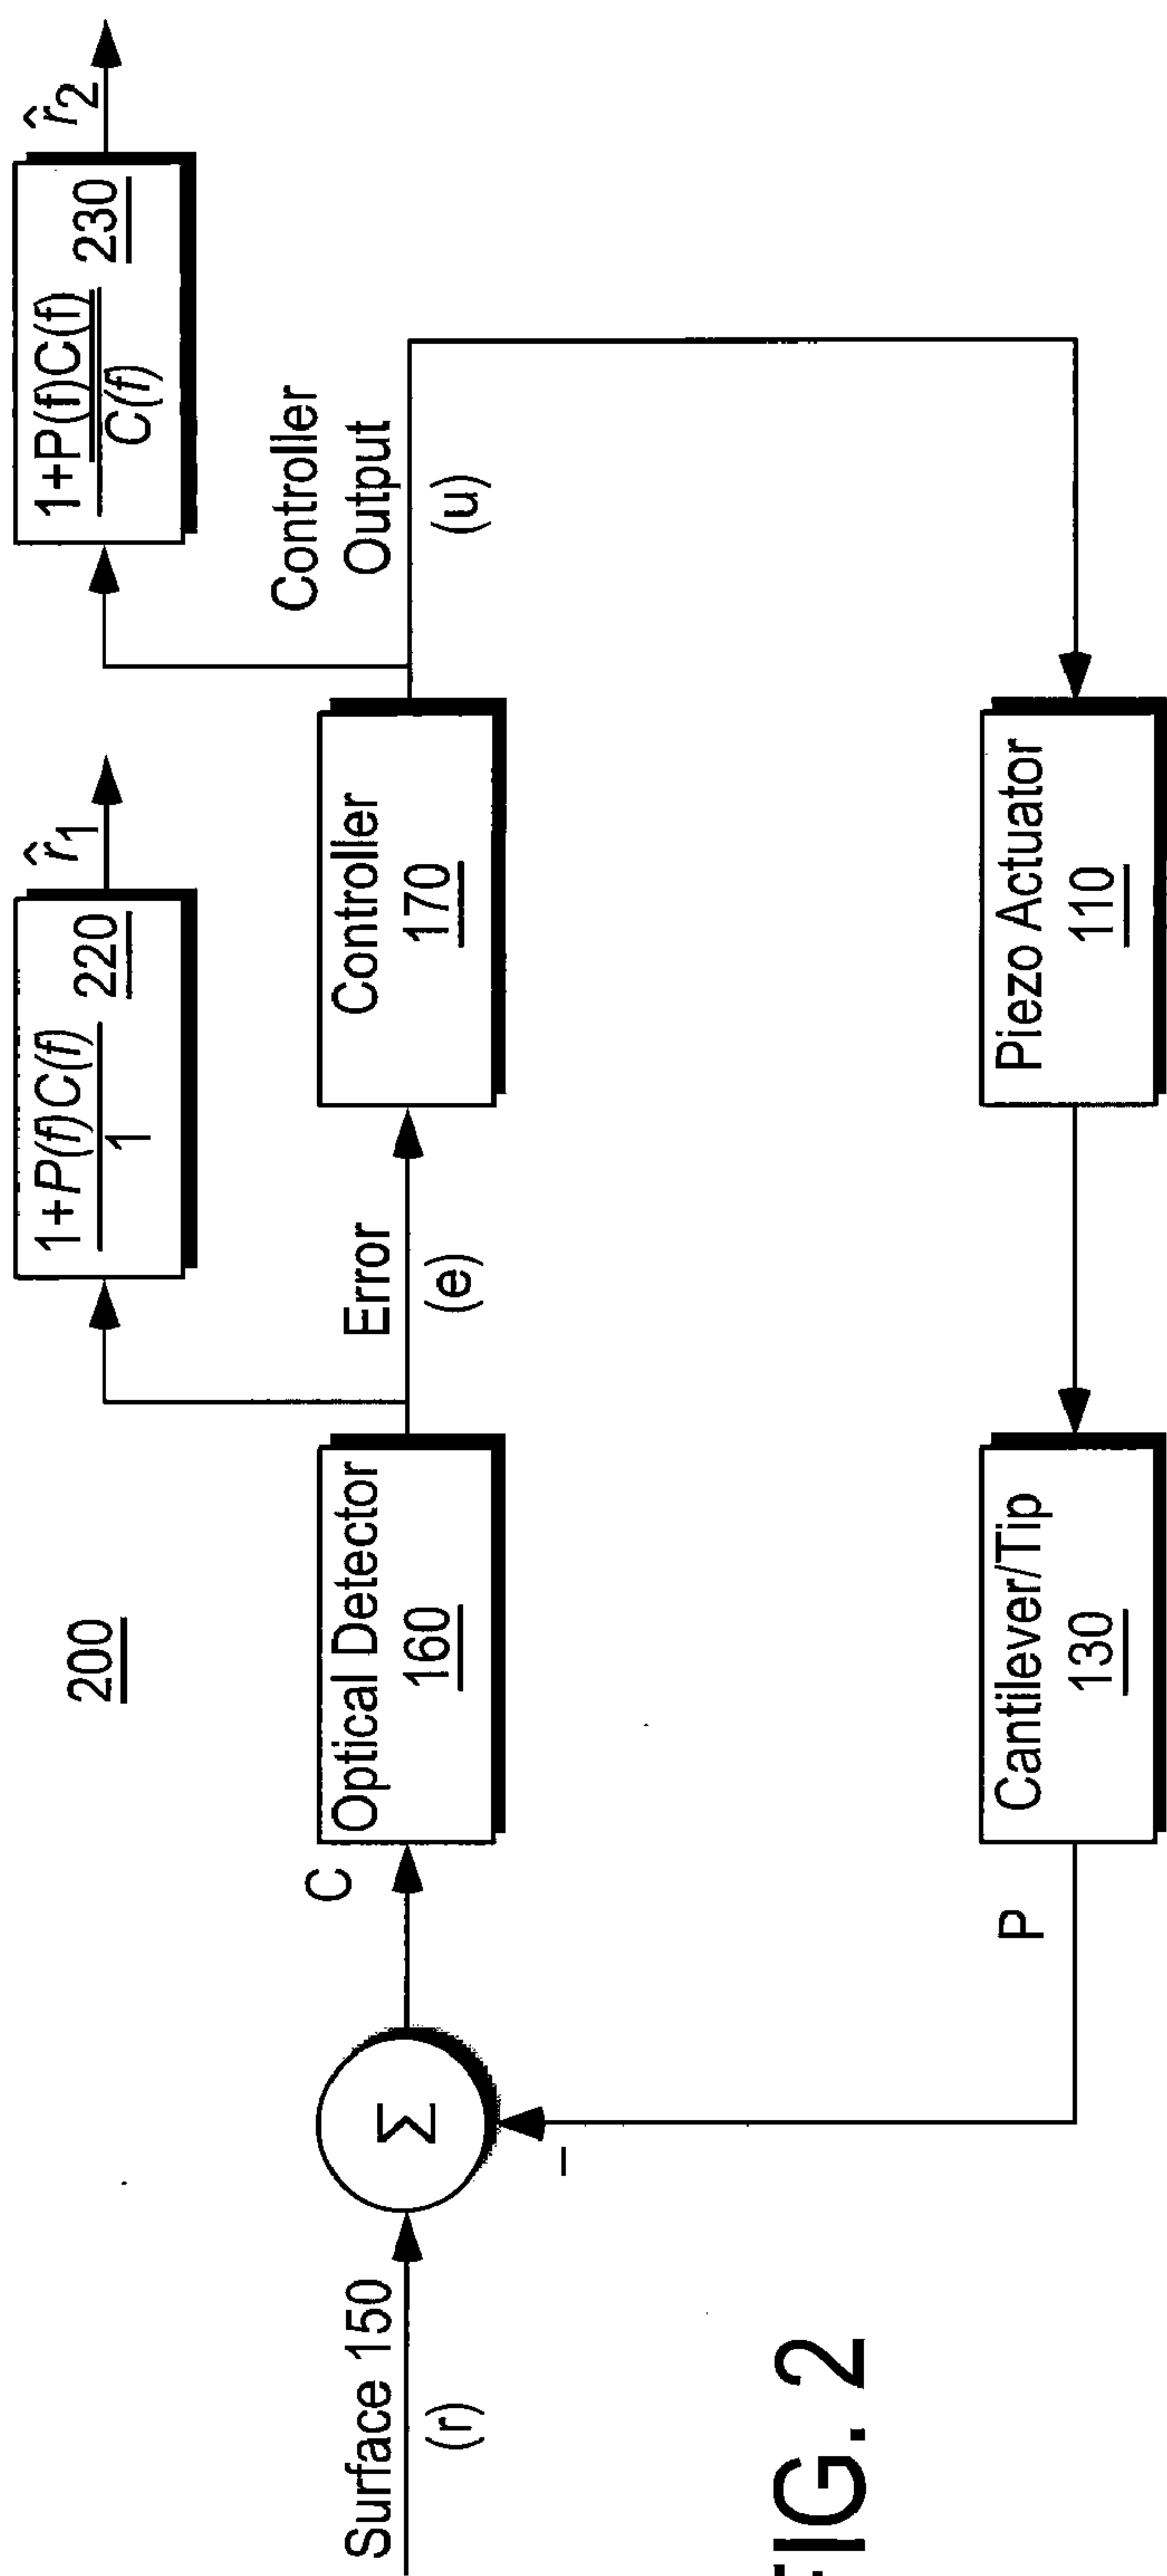 200
1+P(f)C(f)
1
220
r̂1
1+P(f)C(f)
C(f)
230
r̂2
Surface 150
(r)
Σ
–
C
Optical Detector
160
Error
(e)
Controller
170
Controller
Output
(u)
P
Cantilever/Tip
130
Piezo Actuator
110
FIG. 2